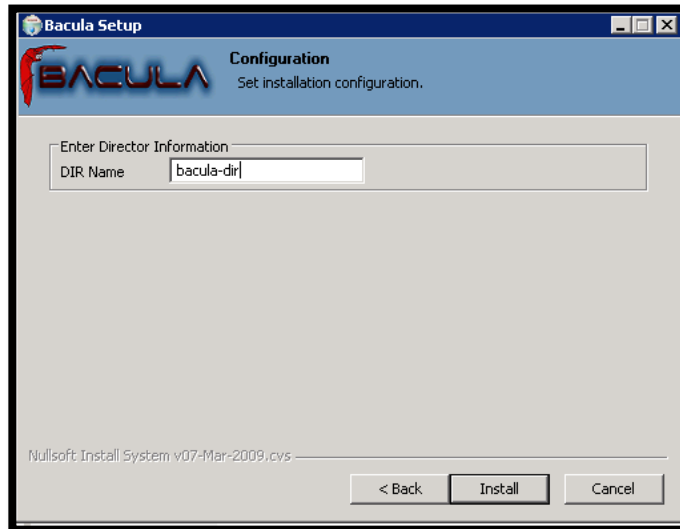 Bacula Setup
BACULA
Configuration
Set installation configuration.
Enter Director Information
DIR Name bacula-dir
Nullsoft Install System v07-Mar-2009.cvs
< Back Install Cancel